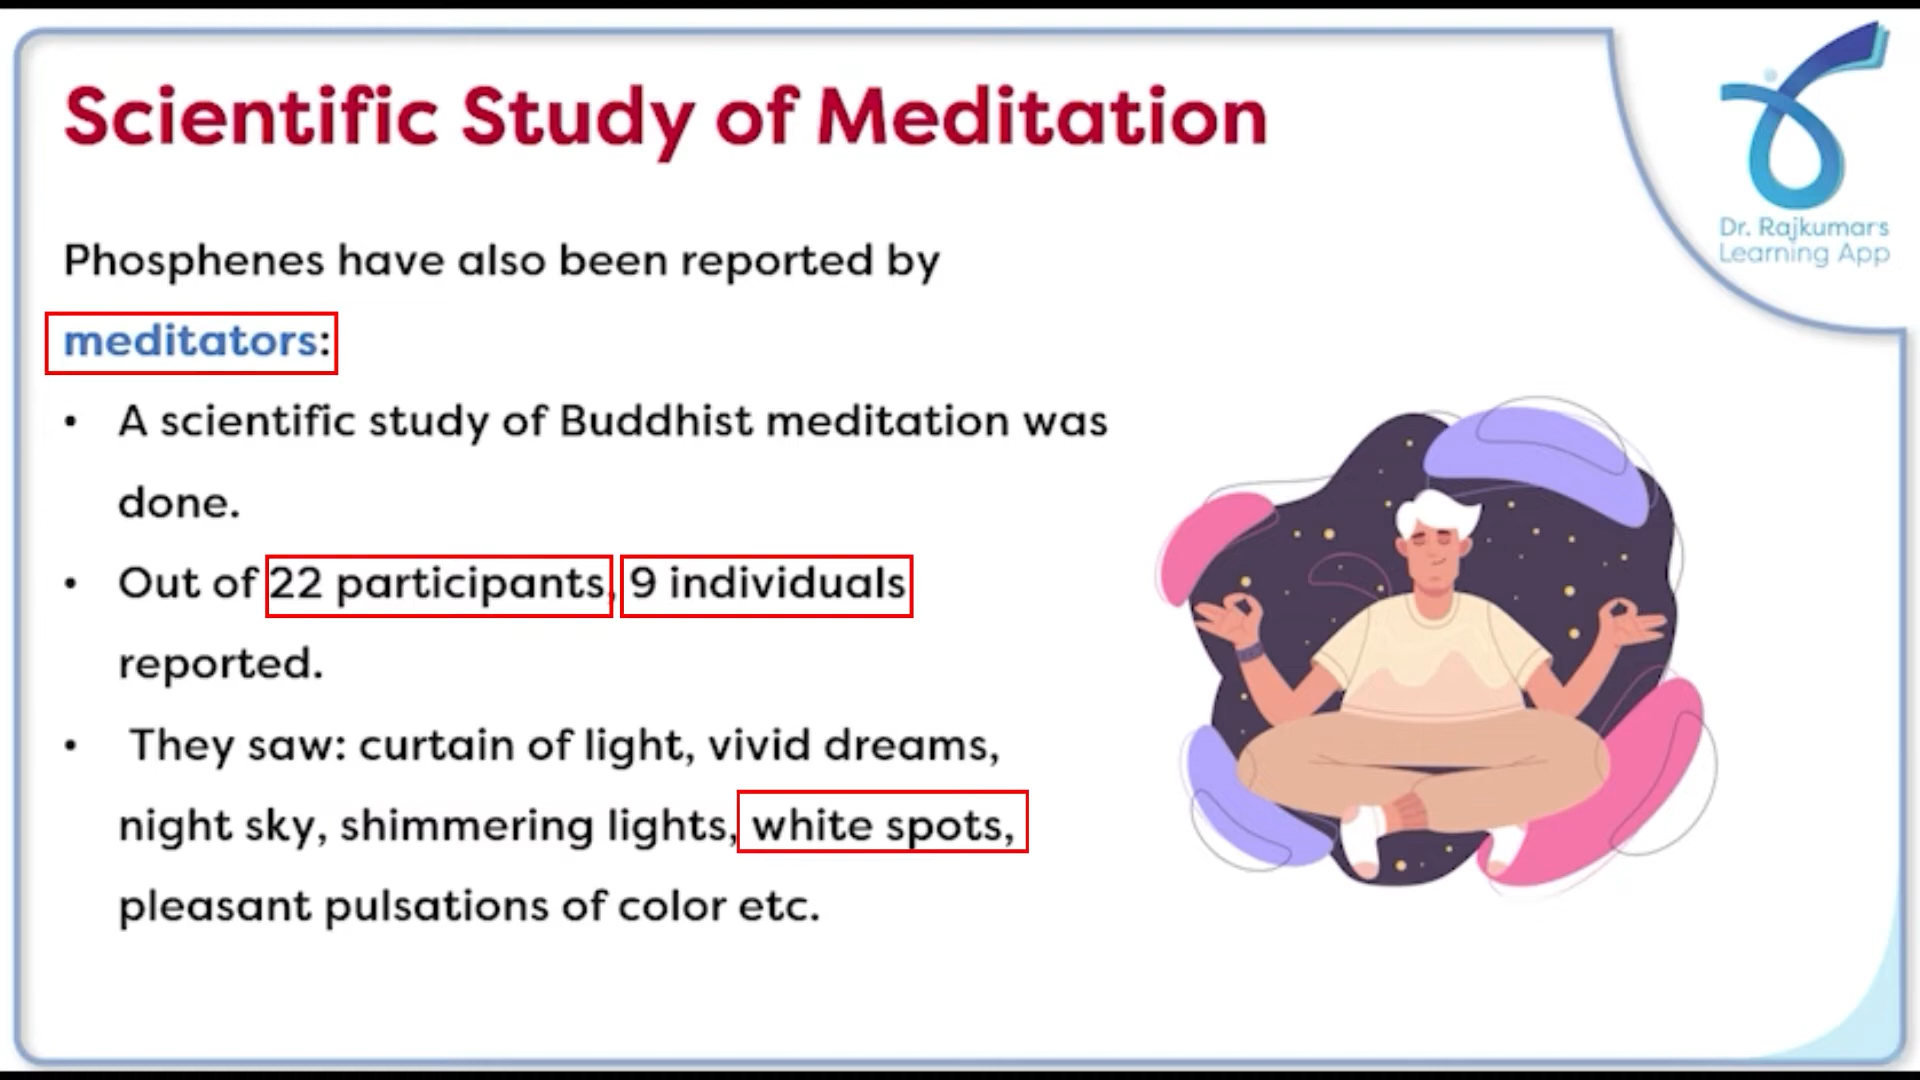 Scientific Study of Meditation
Dr. Rajkumar's
Learning App
Phosphenes have also been reported by
meditators:
• A scientific study of Buddhist meditation was
done.
• Out of 22 participants, 9 individuals
reported.
• They saw: curtain of light, vivid dreams,
night sky, shimmering lights, white spots,
pleasant pulsations of color etc.